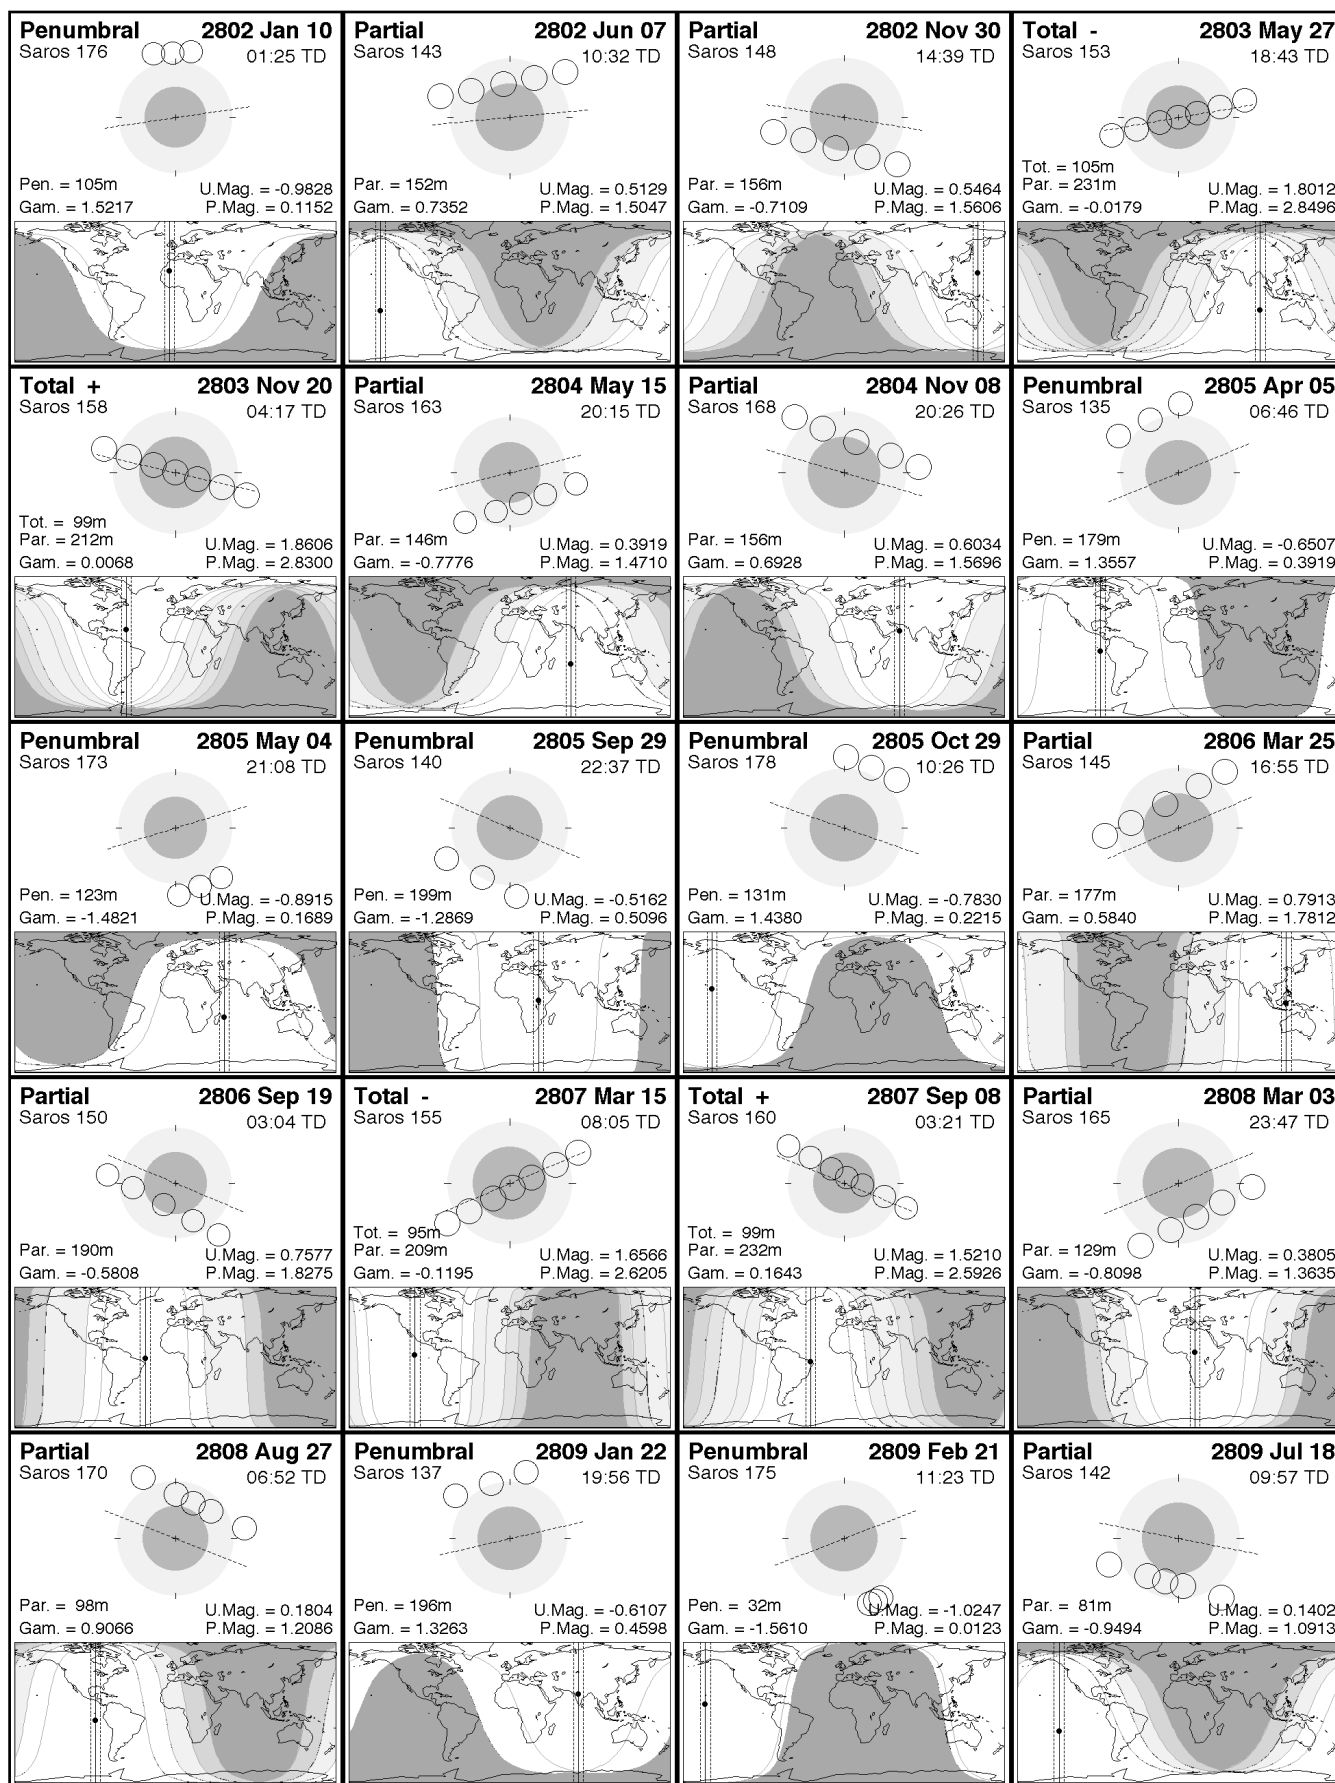 Penumbral 2802 Jan 10
Saros 176 01:25 TD
Pen. = 105m U.Mag. = -0.9828
Gam. = 1.5217 P.Mag. = 0.1152
Partial 2802 Jun 07
Saros 143 10:32 TD
Par. = 152m U.Mag. = 0.5129
Gam. = 0.7352 P.Mag. = 1.5047
Partial 2802 Nov 30
Saros 148 14:39 TD
Par. = 156m U.Mag. = 0.5464
Gam. = -0.7109 P.Mag. = 1.5606
Total - 2803 May 27
Saros 153 18:43 TD
Tot. = 105m
Par. = 231m U.Mag. = 1.8012
Gam. = -0.0179 P.Mag. = 2.8496
Total + 2803 Nov 20
Saros 158 04:17 TD
Tot. = 99m
Par. = 212m U.Mag. = 1.8606
Gam. = 0.0068 P.Mag. = 2.8300
Partial 2804 May 15
Saros 163 20:15 TD
Par. = 146m U.Mag. = 0.3919
Gam. = -0.7776 P.Mag. = 1.4710
Partial 2804 Nov 08
Saros 168 20:26 TD
Par. = 156m U.Mag. = 0.6034
Gam. = 0.6928 P.Mag. = 1.5696
Penumbral 2805 Apr 05
Saros 135 06:46 TD
Pen. = 179m U.Mag. = -0.6507
Gam. = 1.3557 P.Mag. = 0.3919
Penumbral 2805 May 04
Saros 173 21:08 TD
Pen. = 123m U.Mag. = -0.8915
Gam. = -1.4821 P.Mag. = 0.1689
Penumbral 2805 Sep 29
Saros 140 22:37 TD
Pen. = 199m U.Mag. = -0.5162
Gam. = -1.2869 P.Mag. = 0.5096
Penumbral 2805 Oct 29
Saros 178 10:26 TD
Pen. = 131m U.Mag. = -0.7830
Gam. = 1.4380 P.Mag. = 0.2215
Partial 2806 Mar 25
Saros 145 16:55 TD
Par. = 177m U.Mag. = 0.7913
Gam. = 0.5840 P.Mag. = 1.7812
Partial 2806 Sep 19
Saros 150 03:04 TD
Par. = 190m U.Mag. = 0.7577
Gam. = -0.5808 P.Mag. = 1.8275
Total - 2807 Mar 15
Saros 155 08:05 TD
Tot. = 95m
Par. = 209m U.Mag. = 1.6566
Gam. = -0.1195 P.Mag. = 2.6205
Total + 2807 Sep 08
Saros 160 03:21 TD
Tot. = 99m
Par. = 232m U.Mag. = 1.5210
Gam. = 0.1643 P.Mag. = 2.5926
Partial 2808 Mar 03
Saros 165 23:47 TD
Par. = 129m U.Mag. = 0.3805
Gam. = -0.8098 P.Mag. = 1.3635
Partial 2808 Aug 27
Saros 170 06:52 TD
Par. = 98m U.Mag. = 0.1804
Gam. = 0.9066 P.Mag. = 1.2086
Penumbral 2809 Jan 22
Saros 137 19:56 TD
Pen. = 196m U.Mag. = -0.6107
Gam. = 1.3263 P.Mag. = 0.4598
Penumbral 2809 Feb 21
Saros 175 11:23 TD
Pen. = 32m U.Mag. = -1.0247
Gam. = -1.5610 P.Mag. = 0.0123
Partial 2809 Jul 18
Saros 142 09:57 TD
Par. = 81m U.Mag. = 0.1402
Gam. = -0.9494 P.Mag. = 1.0913